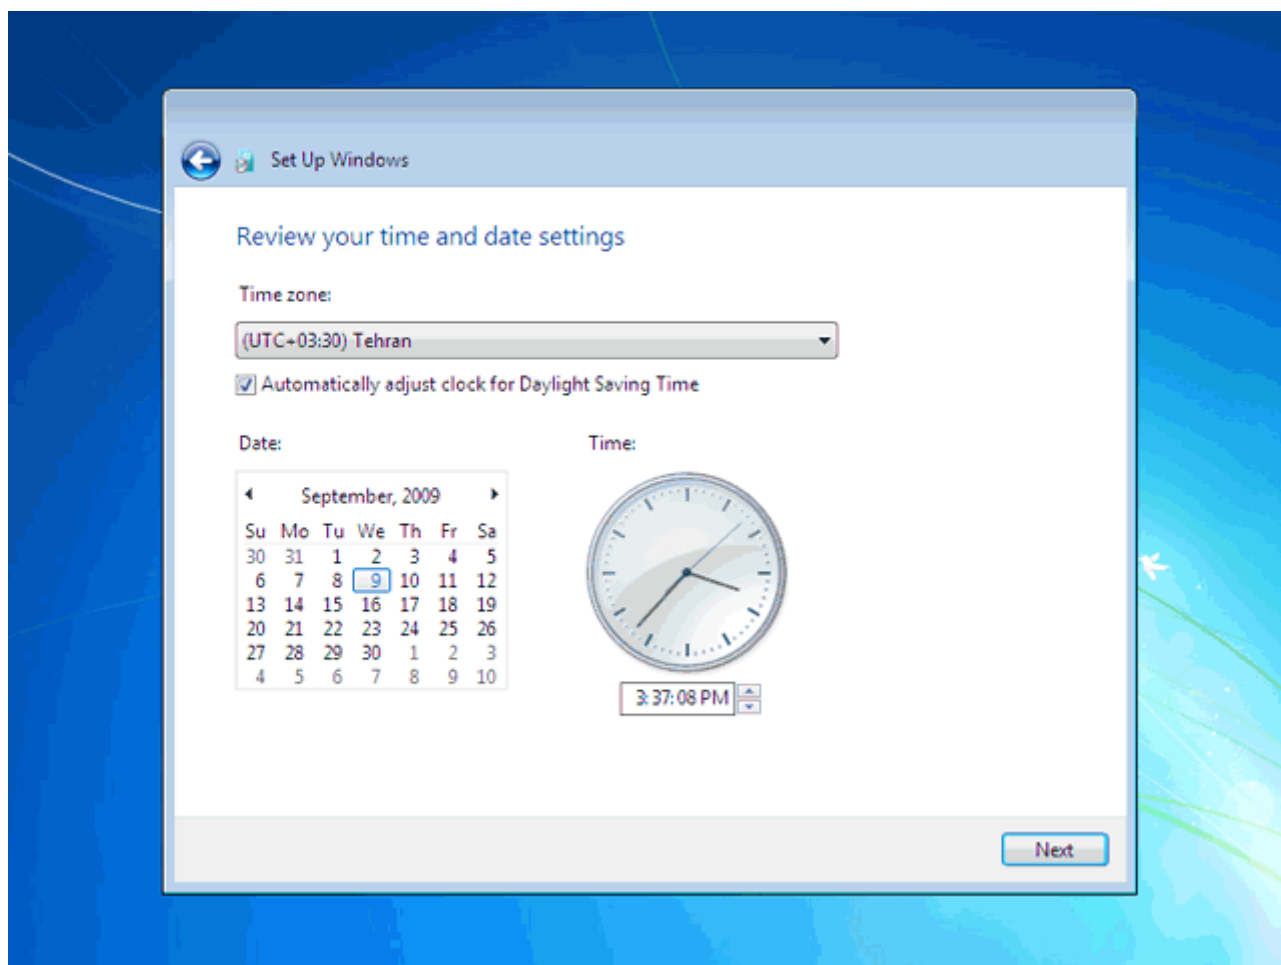 Set Up Windows
Review your time and date settings
Time zone:
(UTC+03:30) Tehran
Automatically adjust clock for Daylight Saving Time
Date:
September, 2009
Su Mo Tu We Th Fr Sa
30 31 1 2 3 4 5
6 7 8 9 10 11 12
13 14 15 16 17 18 19
20 21 22 23 24 25 26
27 28 29 30 1 2 3
4 5 6 7 8 9 10
Time:
3:37:08 PM
Next